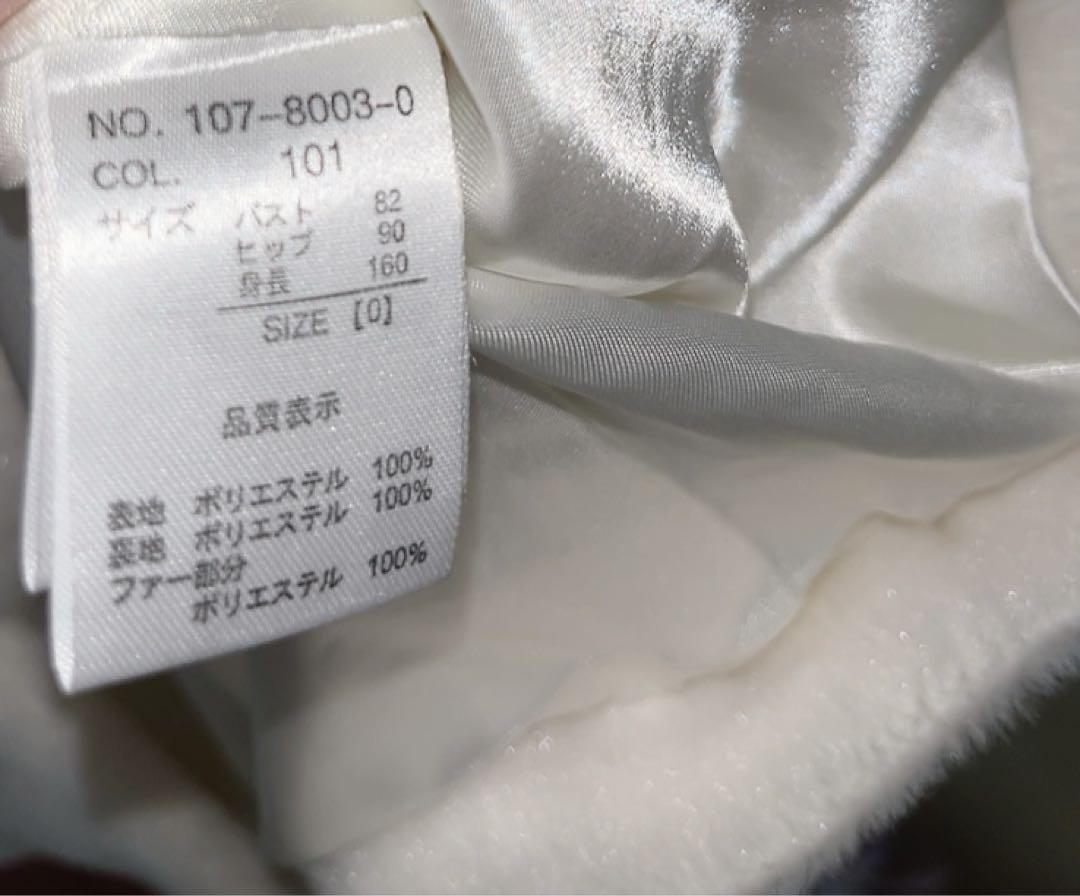 NO. 107-8003-0
COL. 101
サイズ バスト 82
ヒップ 90
身長 160
SIZE [0]
品質表示
表地 ポリエステル 100%
裏地 ポリエステル 100%
ファー部分
ポリエステル 100%